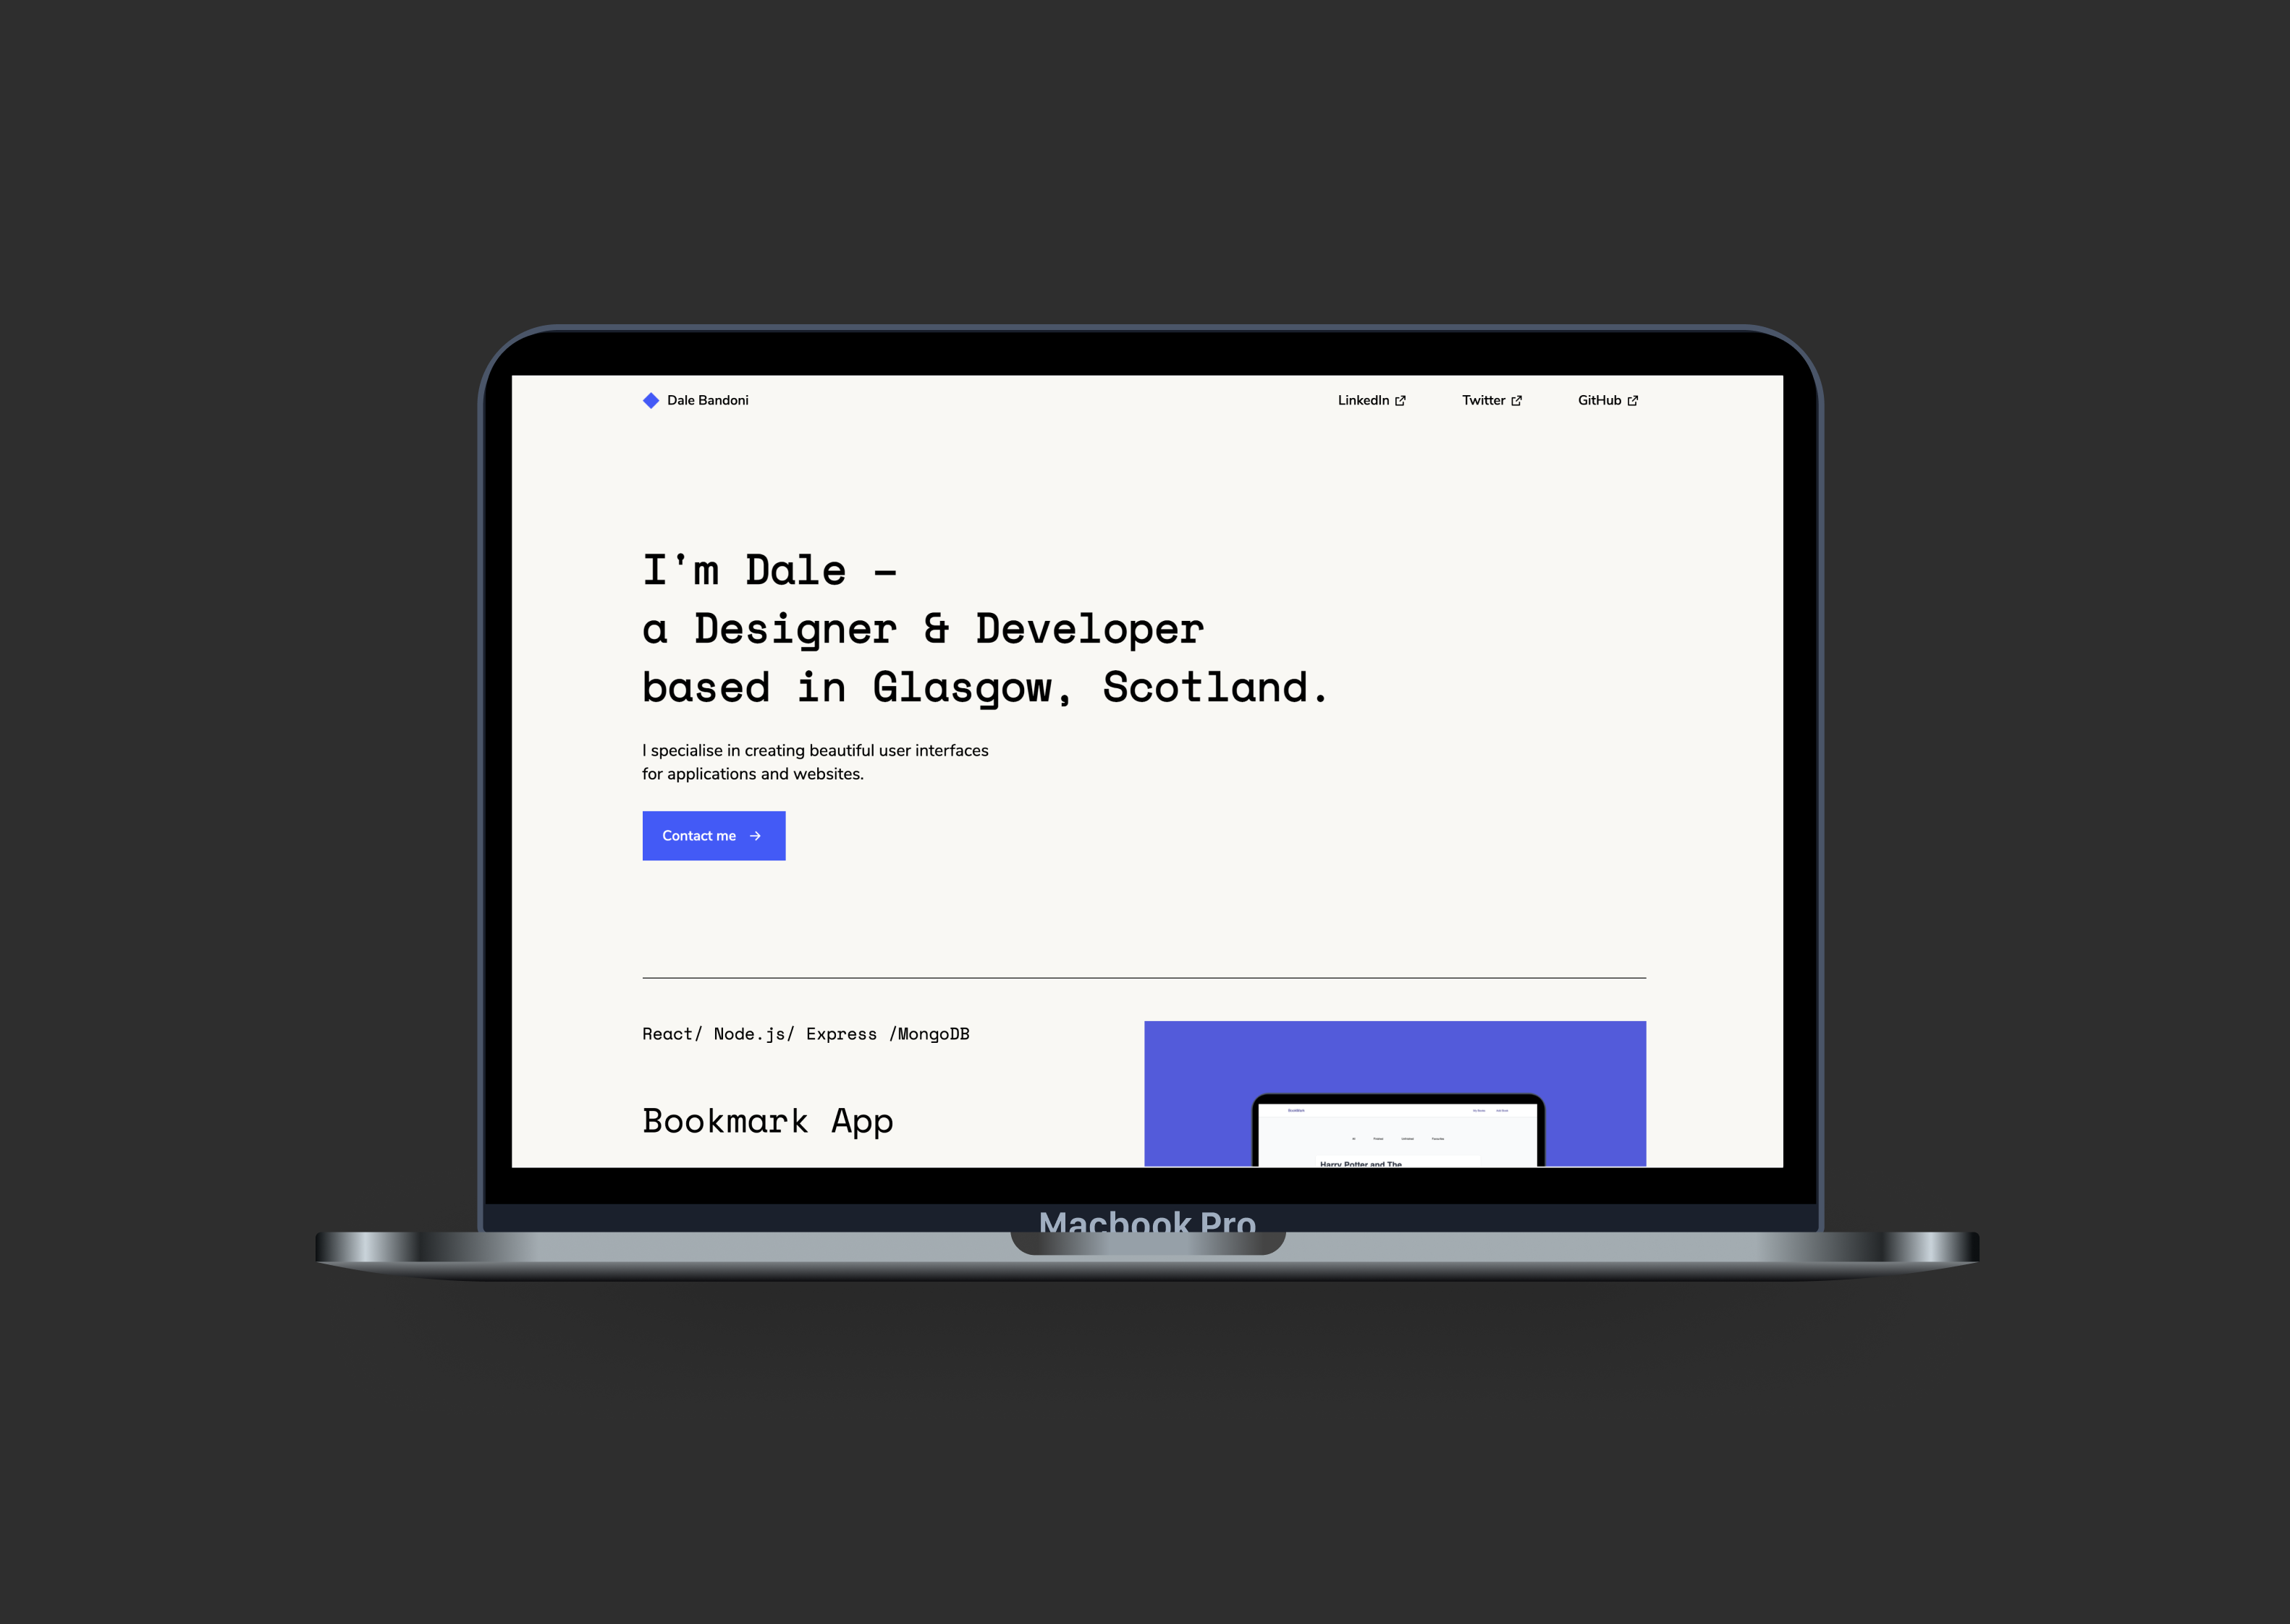 Dale Bandoni
LinkedIn
Twitter
GitHub
I'm Dale –
a Designer & Developer
based in Glasgow, Scotland.
I specialise in creating beautiful user interfaces
for applications and websites.
Contact me
React/ Node.js/ Express /MongoDB
Bookmark App
Harry Potter and The
Macbook Pro